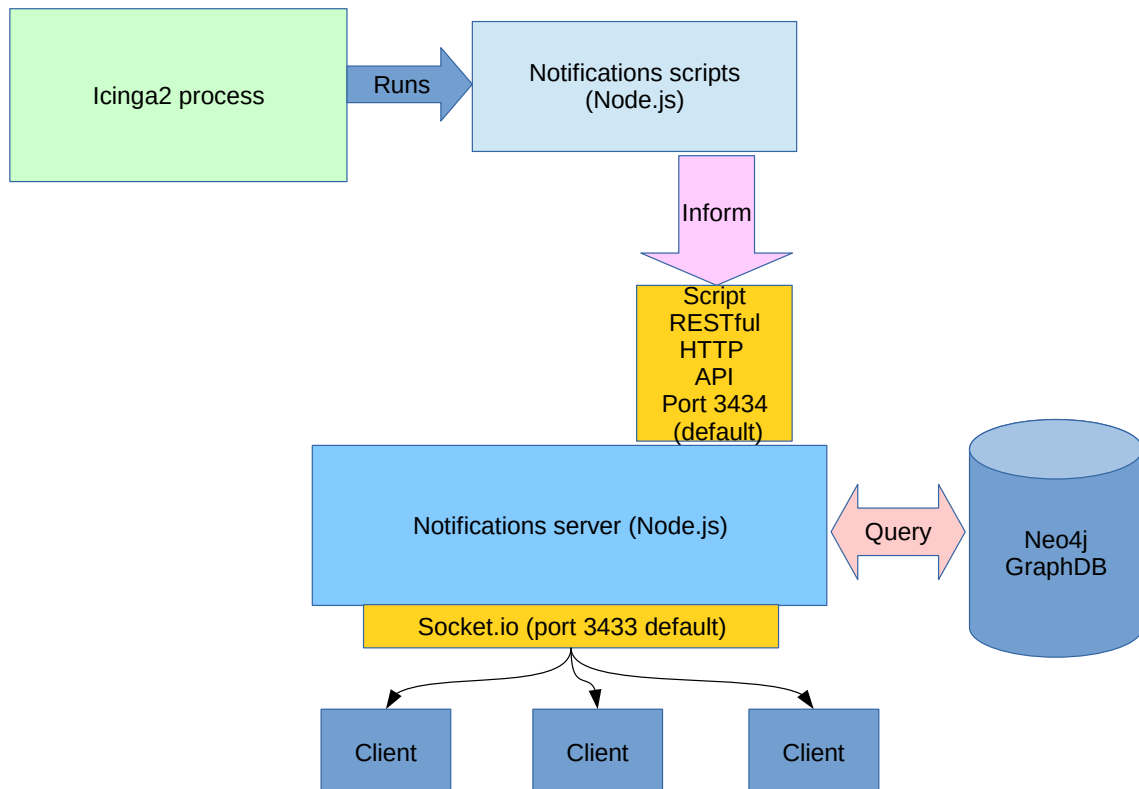 Icinga2 process
Runs
Notifications scripts
(Node.js)
Inform
Script
RESTful
HTTP
API
Port 3434
(default)
Notifications server (Node.js)
Query
Neo4j
GraphDB
Socket.io (port 3433 default)
Client
Client
Client